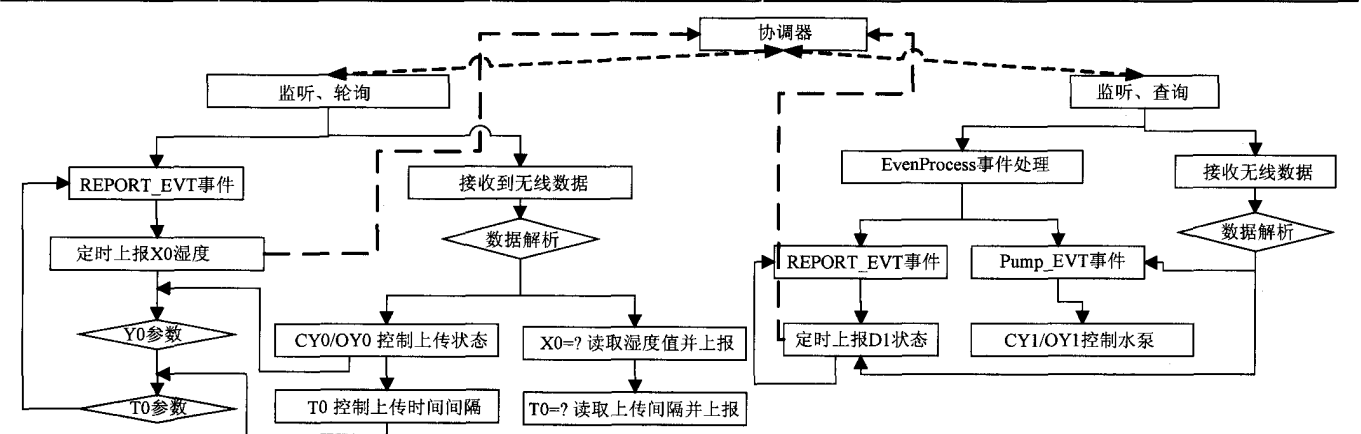 协调器
监听、轮询
监听、查询
EvenProcess事件处理
REPORT_EVT事件
接收到无线数据
接收无线数据
定时上报X0湿度
数据解析
数据解析
REPORT_EVT事件
Pump_EVT事件
Y0参数
CY0/OY0 控制上传状态
X0=? 读取湿度值并上报
定时上报D1状态
CY1/OY1控制水泵
T0参数
T0 控制上传时间间隔
T0=? 读取上传间隔并上报